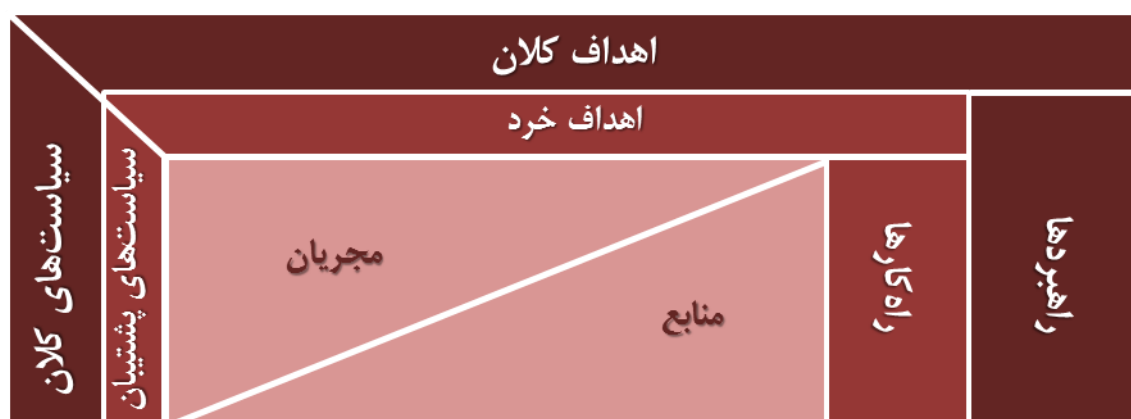 اهداف کلان
اهداف خرد
راهبردها
راه‌کارها
مجریان
منابع
سیاست‌های پشتیبان
سیاست‌های کلان